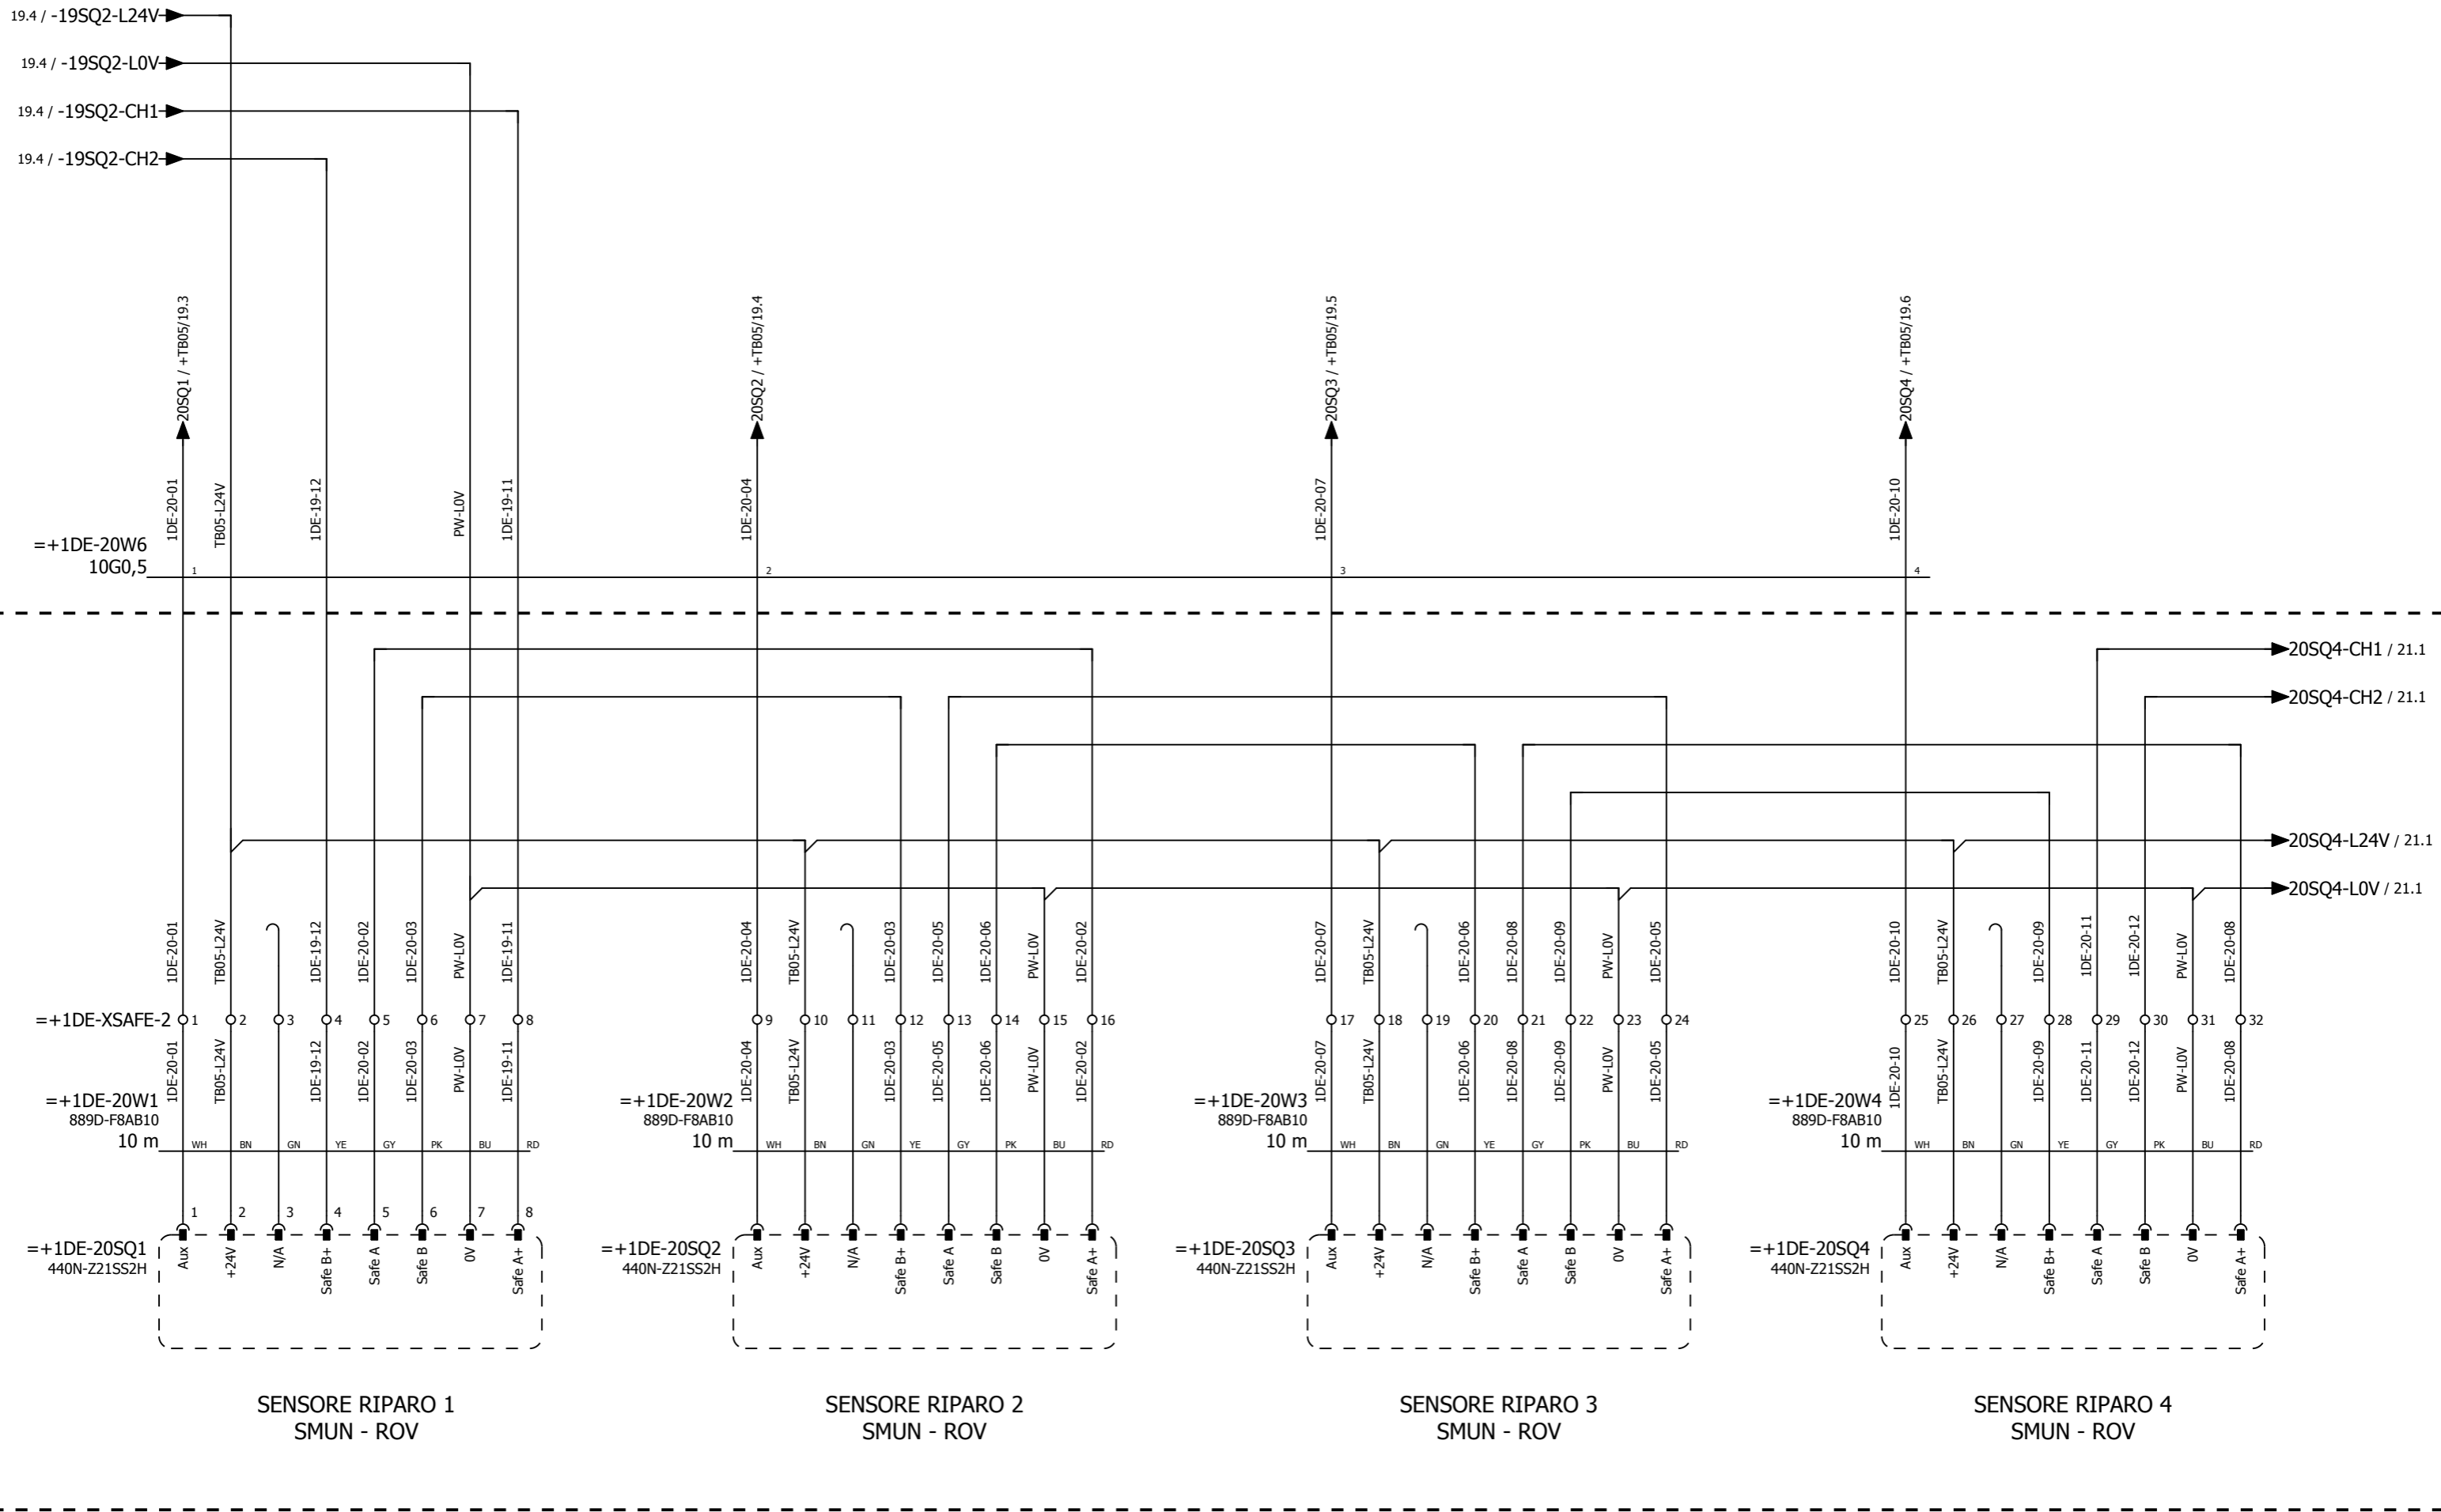 19.4 / -19SQ2-L24V
19.4 / -19SQ2-L0V
19.4 / -19SQ2-CH1
19.4 / -19SQ2-CH2
20SQ1 / +TB05/19.3
20SQ2 / +TB05/19.4
20SQ3 / +TB05/19.5
20SQ4 / +TB05/19.6
1DE-20-01 TB05-L24V 1DE-19-12 PW-L0V 1DE-19-11 1DE-20-04 1DE-20-07 1DE-20-10
=+1DE-20W6
10G0,5
1 2 3 4
20SQ4-CH1 / 21.1
20SQ4-CH2 / 21.1
20SQ4-L24V / 21.1
20SQ4-L0V / 21.1
1DE-20-01 TB05-L24V 1DE-19-12 1DE-20-02 1DE-20-03 PW-L0V 1DE-19-11 1DE-20-04 TB05-L24V 1DE-20-03 1DE-20-05 1DE-20-06 PW-L0V 1DE-20-02 1DE-20-07 TB05-L24V 1DE-20-06 1DE-20-08 1DE-20-09 PW-L0V 1DE-20-05 1DE-20-10 TB05-L24V 1DE-20-09 1DE-20-11 1DE-20-12 PW-L0V 1DE-20-08
=+1DE-XSAFE-2 1 2 3 4 5 6 7 8 9 10 11 12 13 14 15 16 17 18 19 20 21 22 23 24 25 26 27 28 29 30 31 32
1DE-20-01 TB05-L24V 1DE-19-12 1DE-20-02 1DE-20-03 PW-L0V 1DE-19-11 1DE-20-04 TB05-L24V 1DE-20-03 1DE-20-05 1DE-20-06 PW-L0V 1DE-20-02 1DE-20-07 TB05-L24V 1DE-20-06 1DE-20-08 1DE-20-09 PW-L0V 1DE-20-05 1DE-20-10 TB05-L24V 1DE-20-09 1DE-20-11 1DE-20-12 PW-L0V 1DE-20-08
=+1DE-20W1 =+1DE-20W2 =+1DE-20W3 =+1DE-20W4
889D-F8AB10 889D-F8AB10 889D-F8AB10 889D-F8AB10
10 m 10 m 10 m 10 m
WH BN GN YE GY PK BU RD WH BN GN YE GY PK BU RD WH BN GN YE GY PK BU RD WH BN GN YE GY PK BU RD
1 2 3 4 5 6 7 8
=+1DE-20SQ1 =+1DE-20SQ2 =+1DE-20SQ3 =+1DE-20SQ4
440N-Z21SS2H 440N-Z21SS2H 440N-Z21SS2H 440N-Z21SS2H
Aux +24V N/A Safe B+ Safe A Safe B 0V Safe A+ Aux +24V N/A Safe B+ Safe A Safe B 0V Safe A+ Aux +24V N/A Safe B+ Safe A Safe B 0V Safe A+ Aux +24V N/A Safe B+ Safe A Safe B 0V Safe A+
SENSORE RIPARO 1
SMUN - ROV
SENSORE RIPARO 2
SMUN - ROV
SENSORE RIPARO 3
SMUN - ROV
SENSORE RIPARO 4
SMUN - ROV